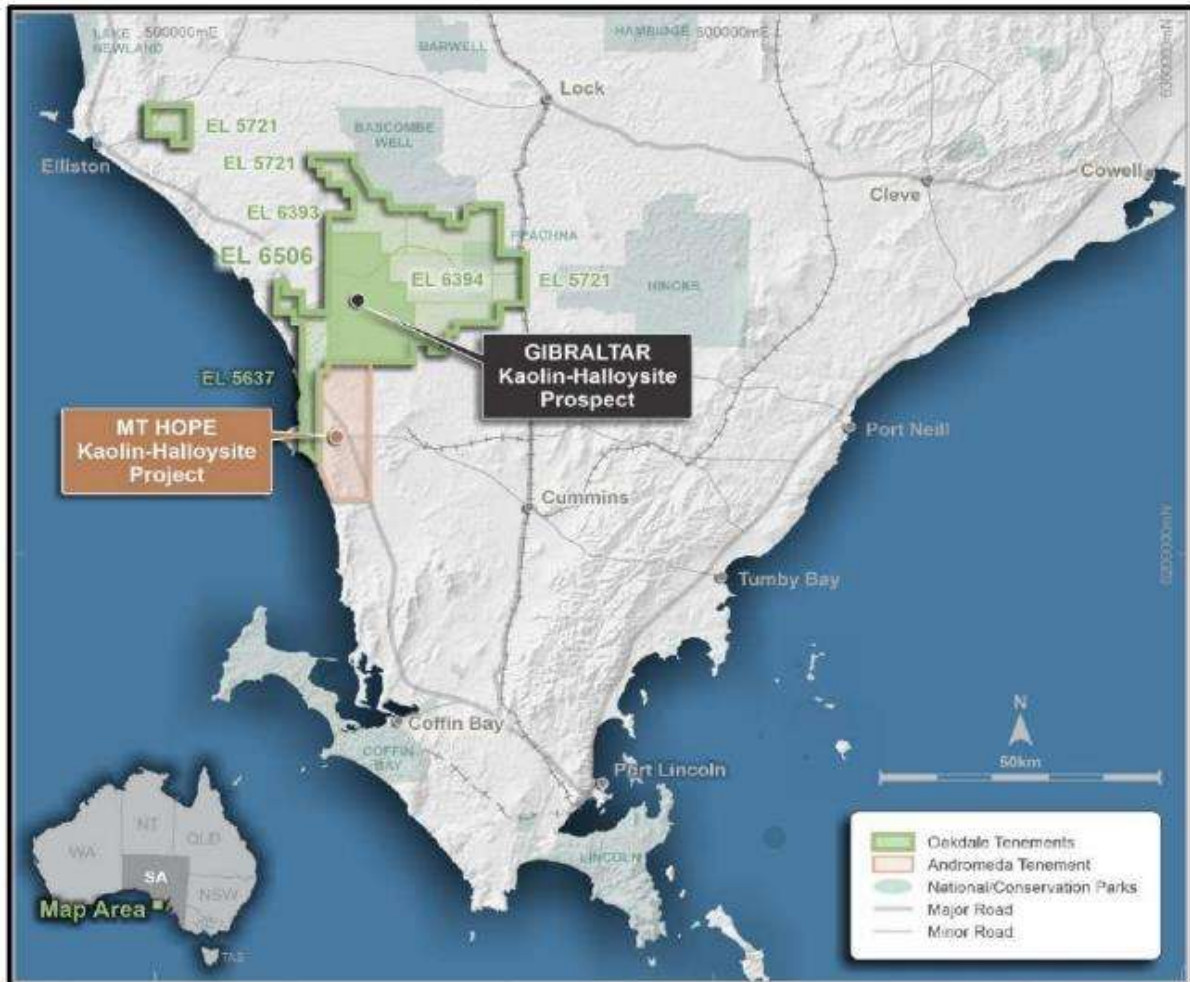 LAKE
NEWLAND
500000mE
BARWELL
HAMBIDGE
500000mE
Lock
EL 5721
BASCOMBE
WELL
Elliston
EL 5721
Cowell
Cleve
EL 6393
EL 6506
EL 6394
EL 5721
HINCKS
GIBRALTAR
Kaolin-Halloysite
Prospect
EL 5637
MT HOPE
Kaolin-Halloysite
Project
Port Neill
Cummins
Tumby Bay
Coffin Bay
COFFIN
BAY
Port Lincoln
LINCOLN
N
50km
WA
NT
QLD
SA
NSW
TAS
Map Area
Oakdale Tenements
Andromeda Tenement
National/Conservation Parks
Major Road
Minor Road